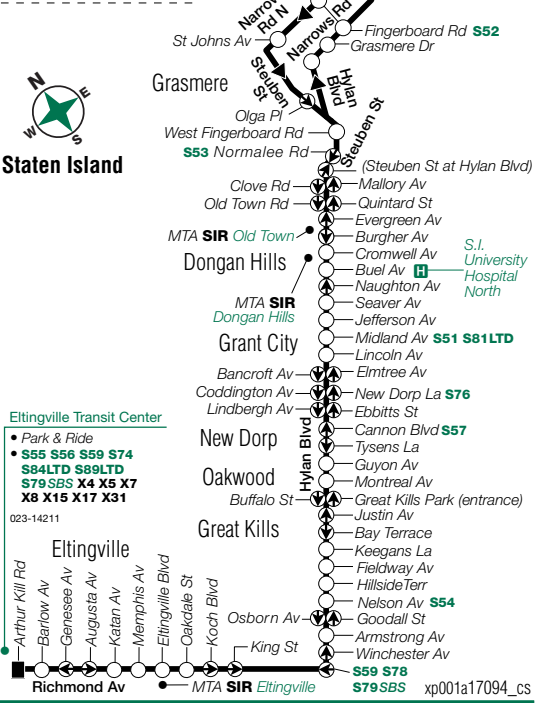 Narrows Rd N
Narrows Rd
St Johns Av
Fingerboard Rd S52
Grasmere Dr
Steuben St
Hylan Blvd
Grasmere
Olga Pl
West Fingerboard Rd
S53 Normalee Rd
Steuben St
N
E
W
S
Staten Island
(Steuben St at Hylan Blvd)
Clove Rd
Mallory Av
Old Town Rd
Quintard St
Evergreen Av
MTA SIR Old Town
Burgher Av
Dongan Hills
Cromwell Av
Buel Av H
S.I.
University
Hospital
North
Naughton Av
MTA SIR
Dongan Hills
Seaver Av
Jefferson Av
Grant City
Midland Av S51 S81LTD
Lincoln Av
Bancroft Av
Elmtree Av
Coddington Av
New Dorp La S76
Lindbergh Av
Ebbitts St
Hylan Blvd
New Dorp
Cannon Blvd S57
Tysens La
Guyon Av
Oakwood
Montreal Av
Buffalo St
Great Kills Park (entrance)
Justin Av
Great Kills
Bay Terrace
Keegans La
Fieldway Av
HillsideTerr
Nelson Av S54
Osborn Av
Goodall St
Armstrong Av
Winchester Av
S59 S78
S79SBS
Eltingville Transit Center
• Park & Ride
• S55 S56 S59 S74
S84LTD S89LTD
S79SBS X4 X5 X7
X8 X15 X17 X31
023-14211
Eltingville
Arthur Kill Rd
Barlow Av
Genesee Av
Augusta Av
Katan Av
Memphis Av
Eltingville Blvd
Oakdale St
Koch Blvd
King St
Richmond Av
MTA SIR Eltingville
xp001a17094_cs